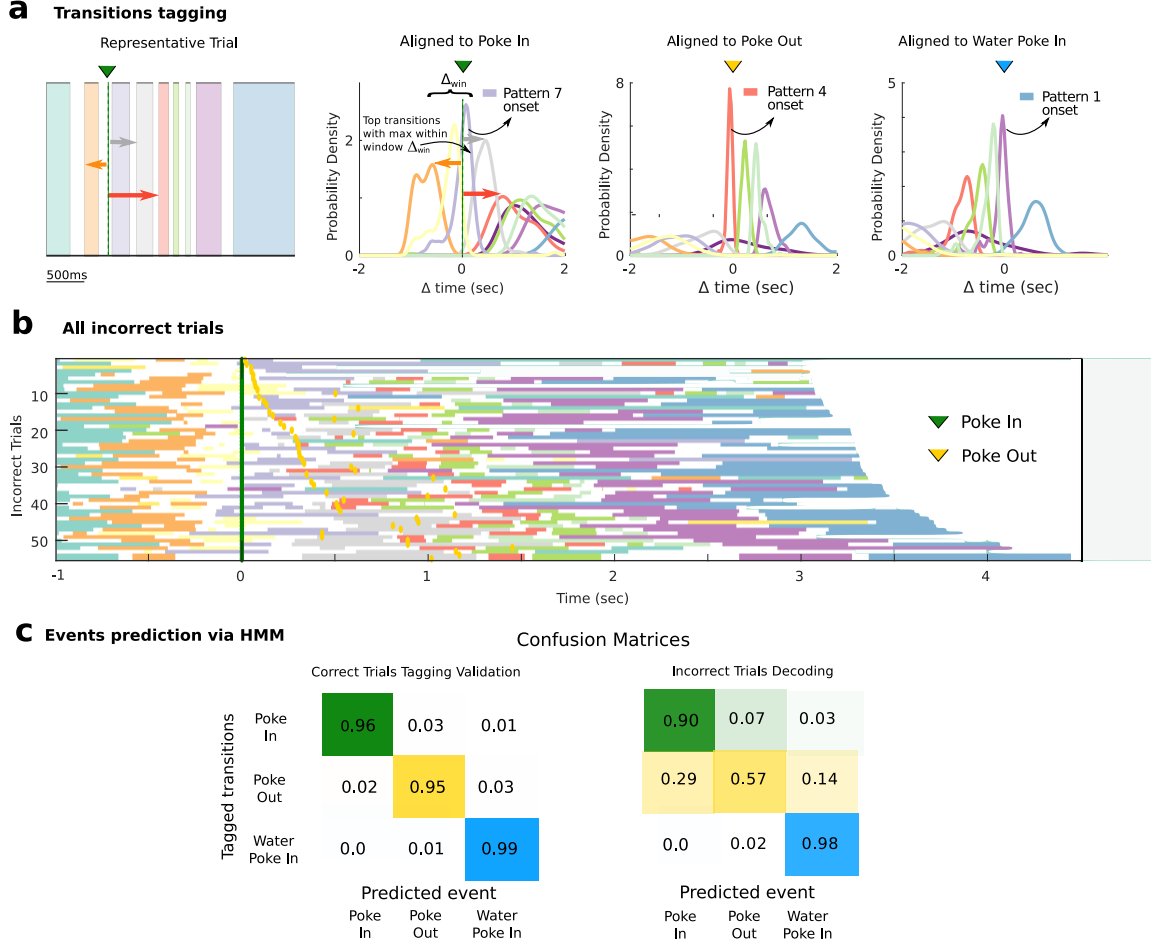 a Transitions tagging
Representative Trial
500ms
Aligned to Poke In
Δwin
Pattern 7
onset
Top transitions
with max within
window Δwin
Probability Density
2
0
-2 0 2
Δ time (sec)
Aligned to Poke Out
Pattern 4
onset
Probability Density
8
0
-2 0 2
Δ time (sec)
Aligned to Water Poke In
Pattern 1
onset
Probability Density
5
0
-2 0
Δ time (sec)
b All incorrect trials
Incorrect Trials
10
20
30
40
50
-1 0 1 2 3 4
Time (sec)
Poke In
Poke Out
c Events prediction via HMM
Confusion Matrices
Correct Trials Tagging Validation
Tagged transitions
Poke
In
0.96 0.03 0.01
Poke
Out
0.02 0.95 0.03
Water
Poke In
0.0 0.01 0.99
Predicted event
Poke
In
Poke
Out
Water
Poke In
Incorrect Trials Decoding
0.90 0.07 0.03
0.29 0.57 0.14
0.0 0.02 0.98
Predicted event
Poke
In
Poke
Out
Water
Poke In